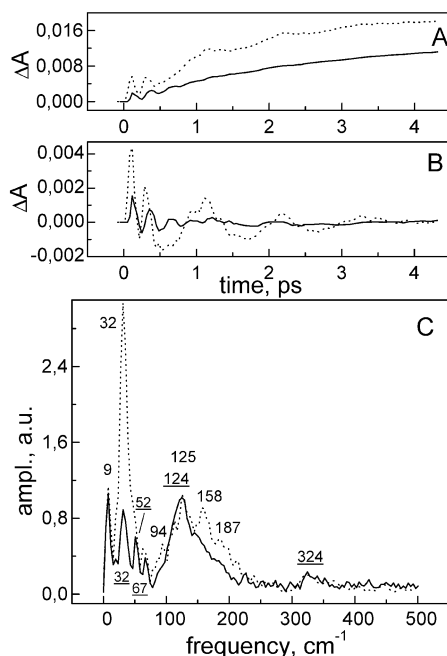 A
0,016
0,008
0,000
ΔA
0 1 2 3 4
B
0,004
0,002
0,000
-0,002
ΔA
0 1 2 3 4
time, ps
C
2,4
1,6
0,8
0,0
ampl., a.u.
32
9
52
94
125
124
158
187
324
32
67
0 100 200 300 400 500
frequency, cm-1